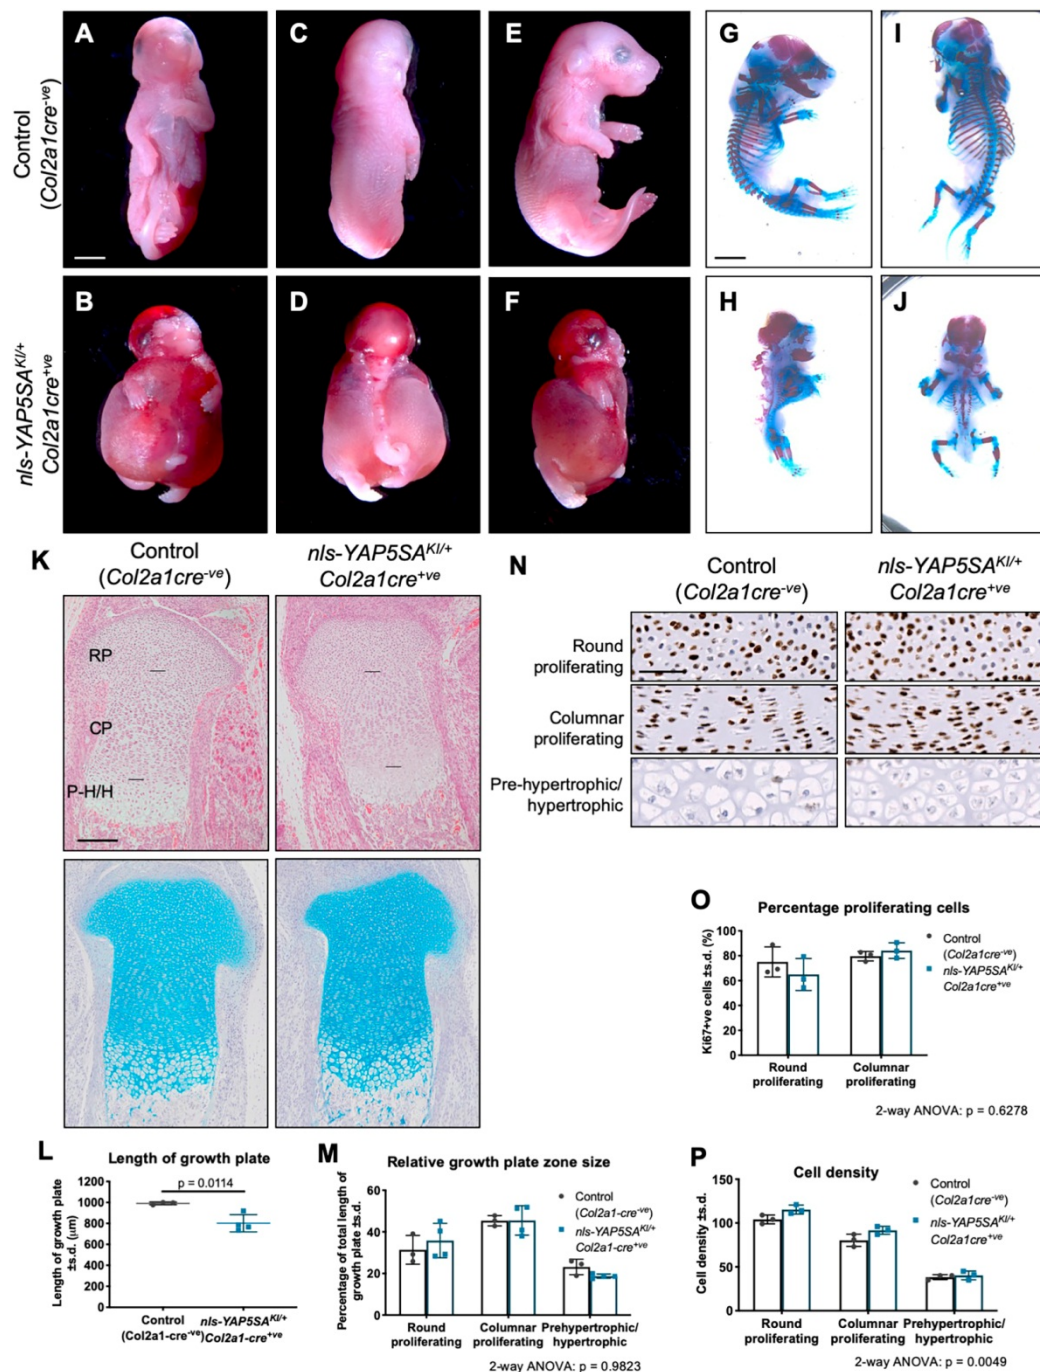 Control
(Col2a1cre-ve)
A
C
E
G
I
nls-YAP5SAKI/+
Col2a1cre+ve
B
D
F
H
J
K
Control
(Col2a1cre-ve)
nls-YAP5SAKI/+
Col2a1cre+ve
RP
CP
P-H/H
N
Control
(Col2a1cre-ve)
nls-YAP5SAKI/+
Col2a1cre+ve
Round
proliferating
Columnar
proliferating
Pre-hypertrophic/
hypertrophic
O
Percentage proliferating cells
Ki67+ve cells ±s.d. (%)
100
80
60
40
20
0
Round
proliferating
Columnar
proliferating
Control
(Col2a1cre-ve)
nls-YAP5SAKI/+
Col2a1cre+ve
2-way ANOVA: p = 0.6278
L
Length of growth plate
p = 0.0114
Length of growth plate
±s.d. (μm)
1200
1000
800
600
400
200
0
Control
(Col2a1-cre-ve)
nls-YAP5SAKI/+
Col2a1-cre+ve
M
Relative growth plate zone size
Percentage of total length of
growth plate ±s.d.
60
40
20
0
Round
proliferating
Columnar
proliferating
Prehypertrophic/
hypertrophic
Control
(Col2a1-cre-ve)
nls-YAP5SAKI/+
Col2a1-cre+ve
2-way ANOVA: p = 0.9823
P
Cell density
Cell density ±s.d.
150
100
50
0
Round
proliferating
Columnar
proliferating
Prehypertrophic/
hypertrophic
Control
(Col2a1cre-ve)
nls-YAP5SAKI/+
Col2a1cre+ve
2-way ANOVA: p = 0.0049